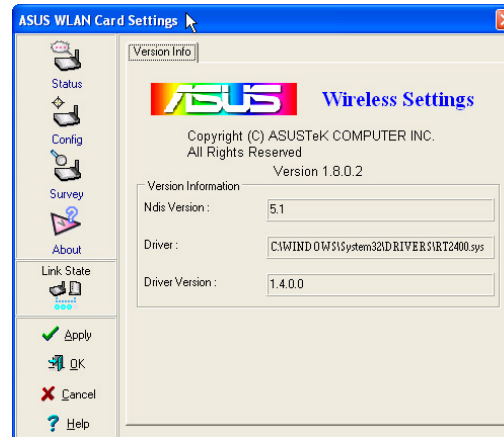 ASUS WLAN Card Settings
Status
Config
Survey
About
Link State
Apply
OK
Cancel
Help
Version Info
ASUS Wireless Settings
Copyright (C) ASUSTeK COMPUTER INC.
All Rights Reserved
Version 1.8.0.2
Version Information
Ndis Version : 5.1
Driver : C:\WINDOWS\System32\DRIVERS\RT2400.sys
Driver Version : 1.4.0.0